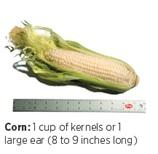 Corn: 1 cup of kernels or 1
large ear (8 to 9 inches long)